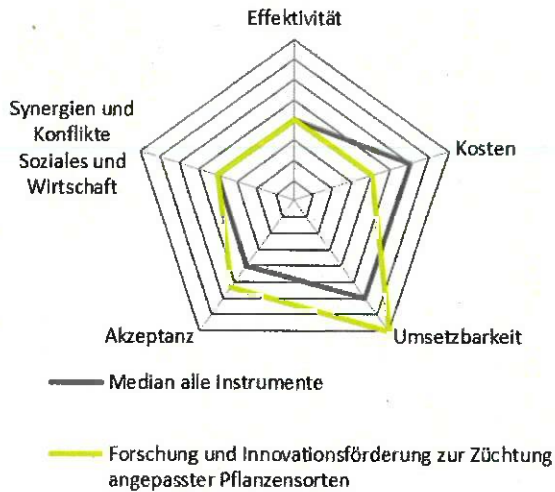 Effektivität
Synergien und
Konflikte
Soziales und
Wirtschaft
Kosten
Akzeptanz
Umsetzbarkeit
Median alle Instrumente
Forschung und Innovationsförderung zur Züchtung
angepasster Pflanzensorten